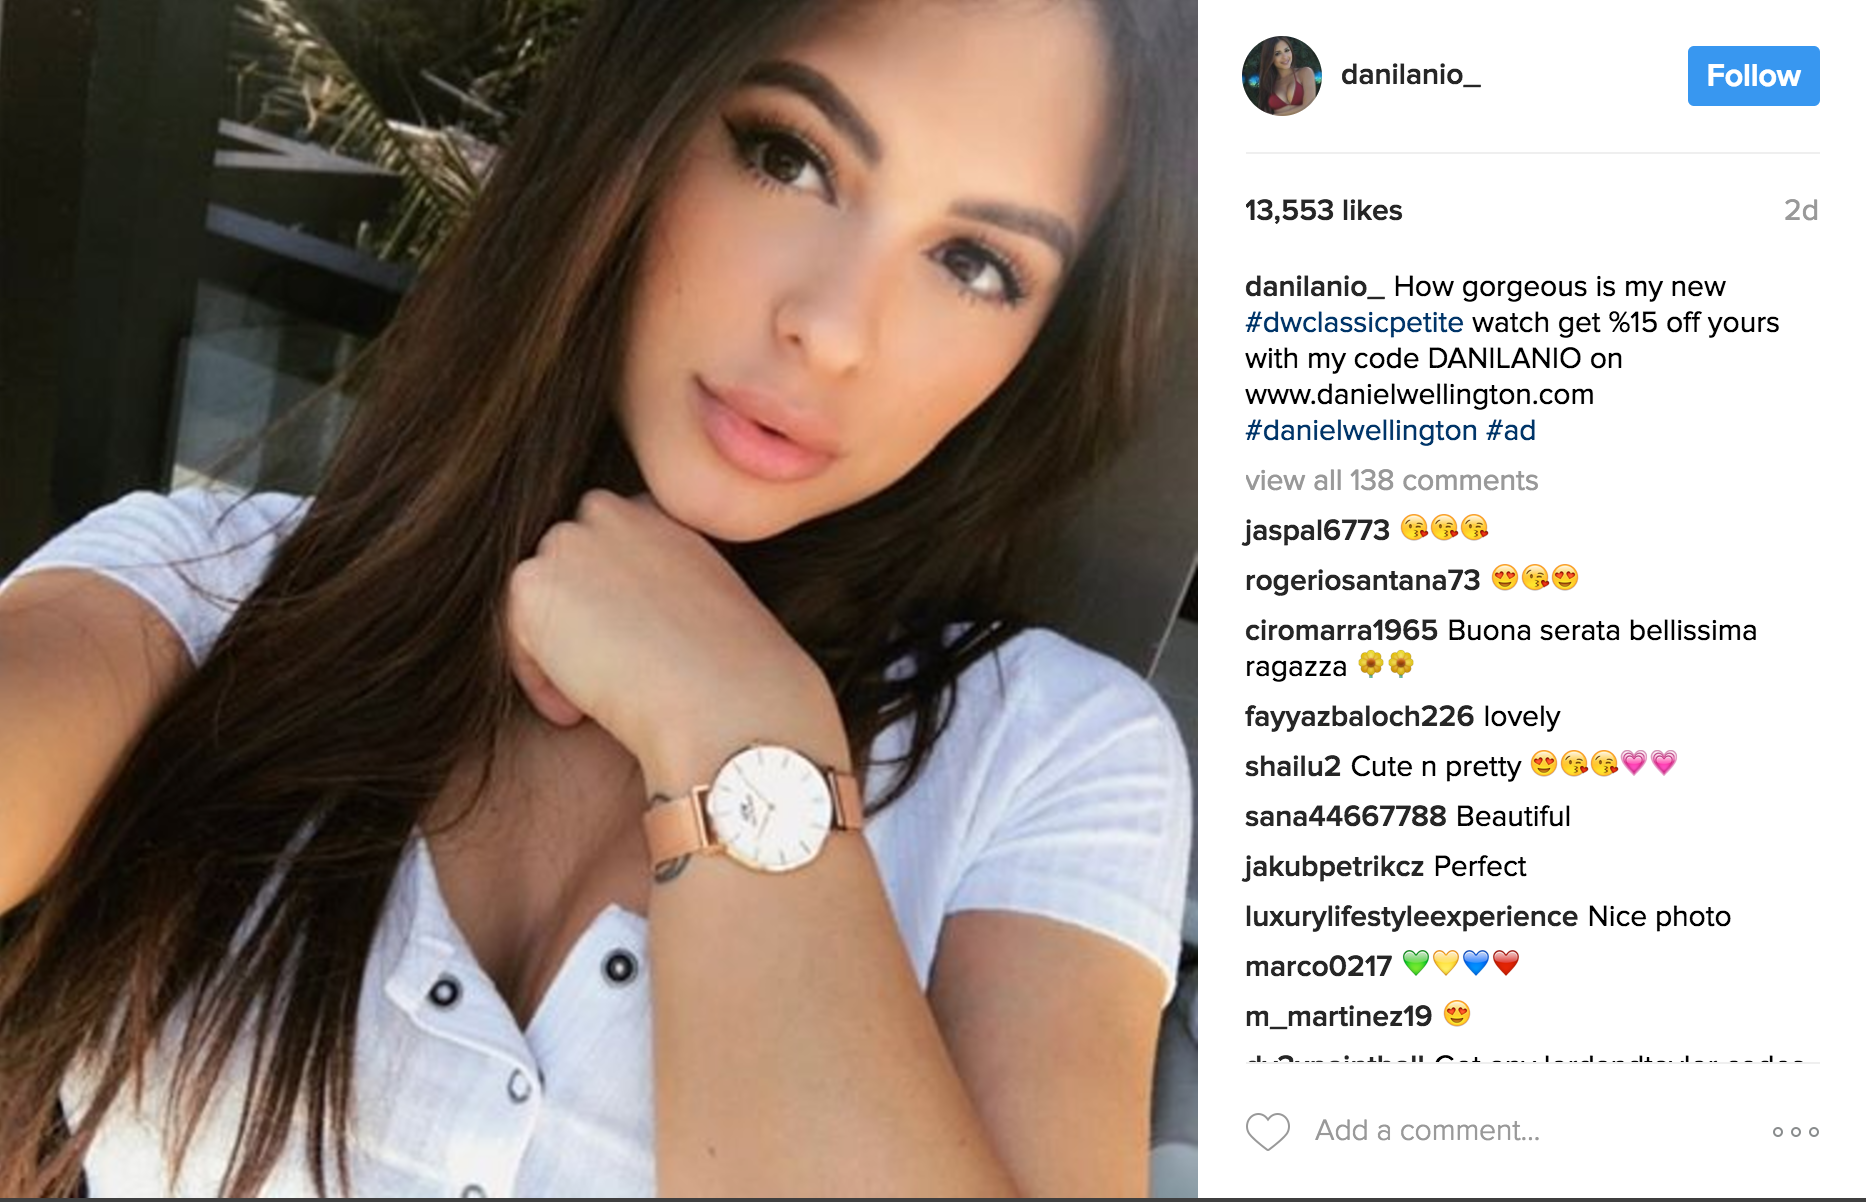 danilanio_
Follow
13,553 likes
2d
danilanio_ How gorgeous is my new
#dwclassicpetite watch get %15 off yours
with my code DANILANIO on
www.danielwellington.com
#danielwellington #ad
view all 138 comments
jaspal6773 😘😘😘
rogeriosantana73 😍😘😍
ciromarra1965 Buona serata bellissima
ragazza 🌻🌻
fayyazbaloch226 lovely
shailu2 Cute n pretty 😍😘😘💗💗
sana44667788 Beautiful
jakubpetrikcz Perfect
luxurylifestyleexperience Nice photo
marco0217 💚💛💙❤️
m_martinez19 😍
Add a comment...